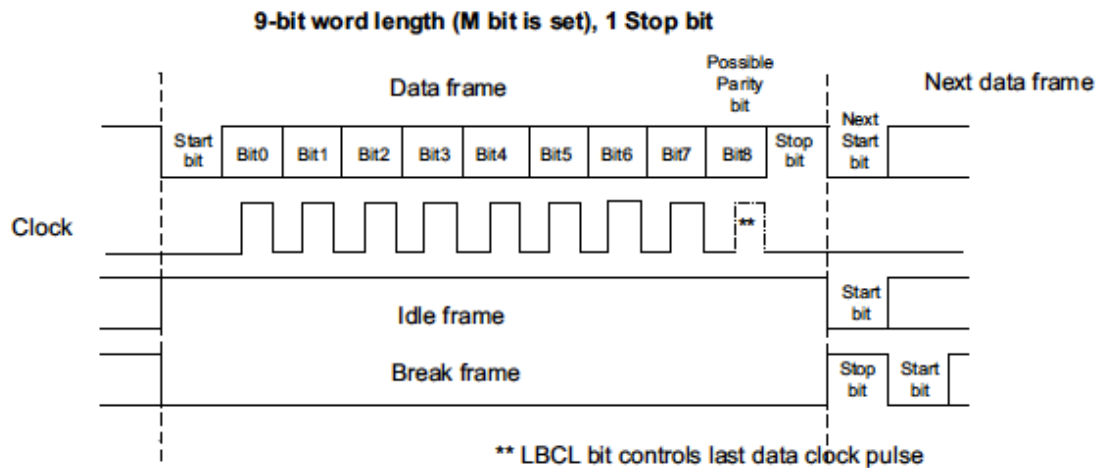 9-bit word length (M bit is set), 1 Stop bit
Possible
Parity
bit
Data frame
Next data frame
Start
bit
Bit0
Bit1
Bit2
Bit3
Bit4
Bit5
Bit6
Bit7
Bit8
Stop
bit
Next
Start
bit
Clock
**
Idle frame
Start
bit
Break frame
Stop
bit
Start
bit
** LBCL bit controls last data clock pulse